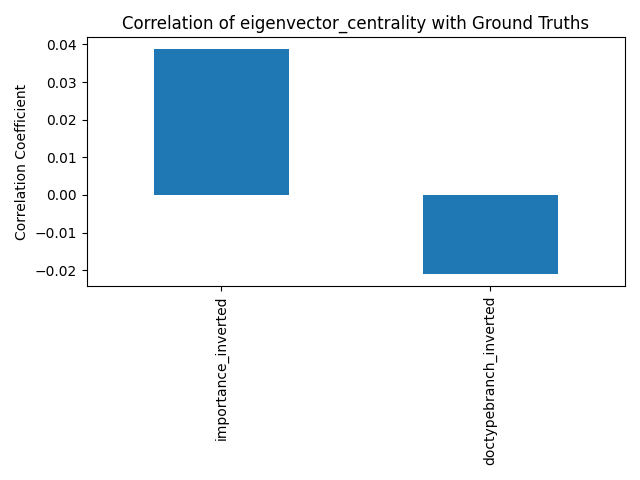 Correlation of eigenvector_centrality with Ground Truths
Correlation Coefficient
0.04
0.03
0.02
0.01
0.00
−0.01
−0.02
importance_inverted
doctypebranch_inverted